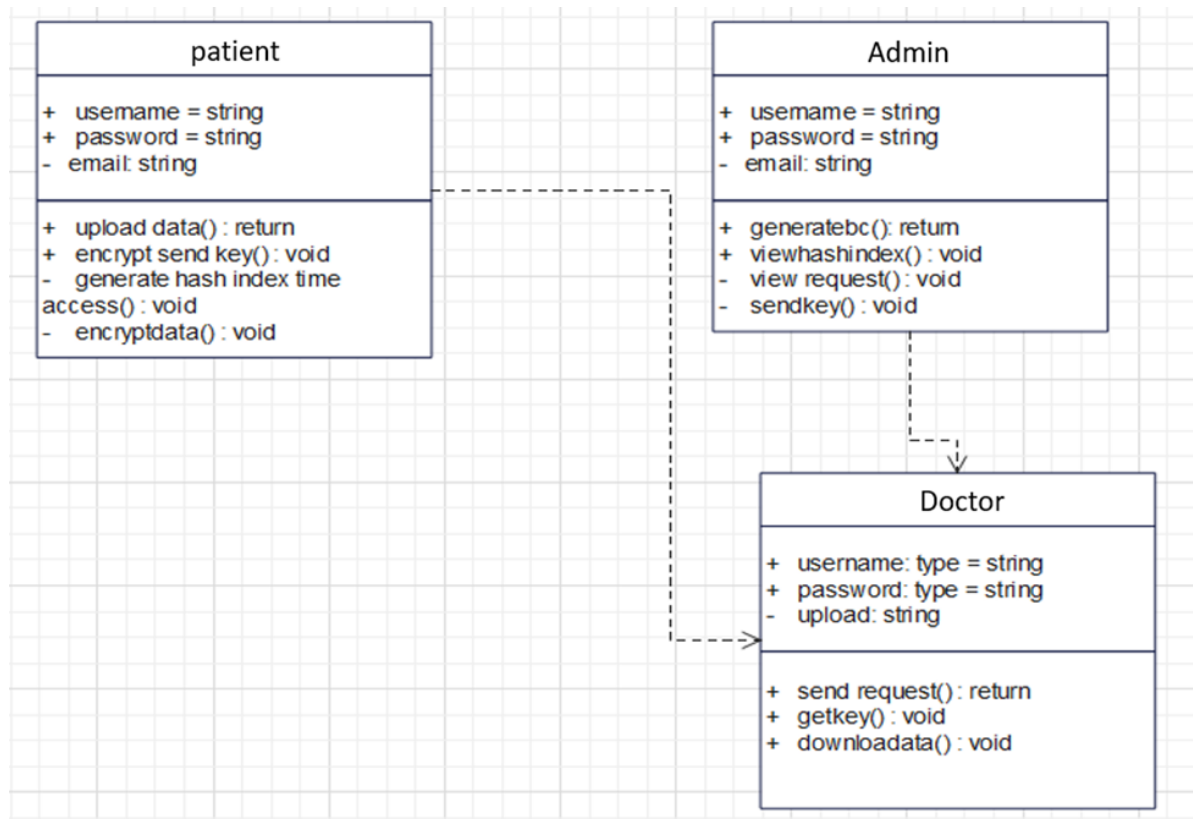 patient
+ username = string
+ password = string
- email: string
+ upload data() : return
+ encrypt send key() : void
- generate hash index time
access() : void
- encryptdata() : void
Admin
+ username = string
+ password = string
- email: string
+ generatebc(): return
+ viewhashindex() : void
- view request() : void
- sendkey() : void
Doctor
+ username: type = string
+ password: type = string
- upload: string
+ send request() : return
+ getkey() : void
+ downloadata() : void